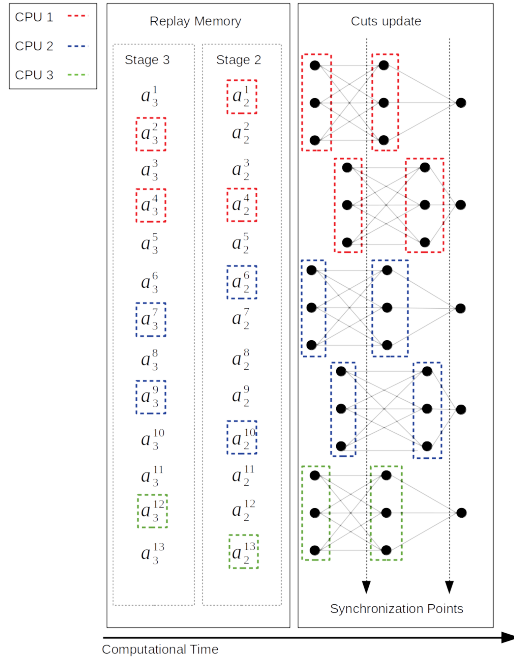 CPU 1
CPU 2
CPU 3
Replay Memory
Cuts update
Stage 3
Stage 2
a_3^1 a_2^1
a_3^2 a_2^2
a_3^3 a_2^3
a_3^4 a_2^4
a_3^5 a_2^5
a_3^6 a_2^6
a_3^7 a_2^7
a_3^8 a_2^8
a_3^9 a_2^9
a_3^10 a_2^10
a_3^11 a_2^11
a_3^12 a_2^12
a_3^13 a_2^13
Synchronization Points
Computational Time